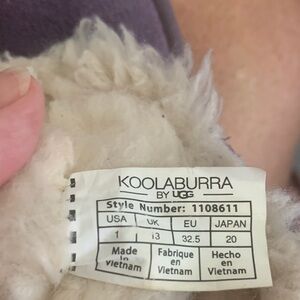 KOOLABURRA
BY UGG
Style Number: 1108611
USA UK EU JAPAN
1 13 32.5 20
Made in Vietnam
Fabrique en Vietnam
Hecho en Vietnam